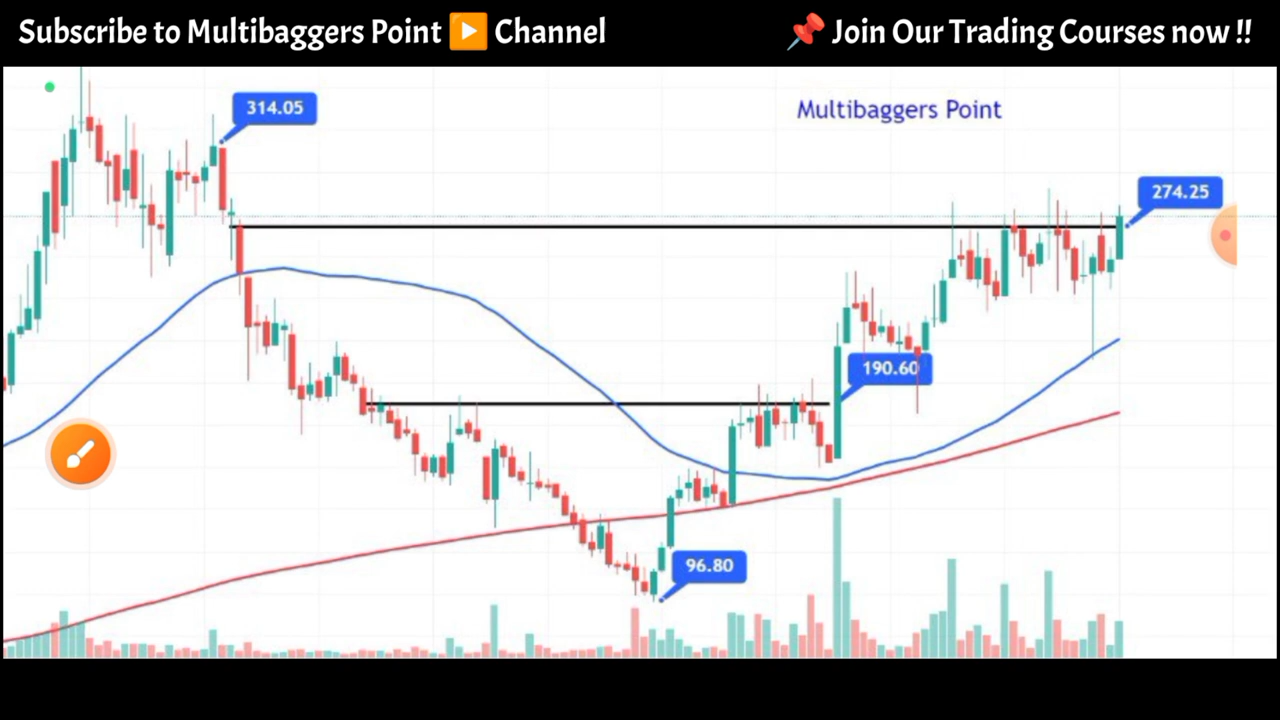 Subscribe to Multibaggers Point ▶️ Channel
📌 Join Our Trading Courses now !!
314.05
Multibaggers Point
274.25
190.60
96.80